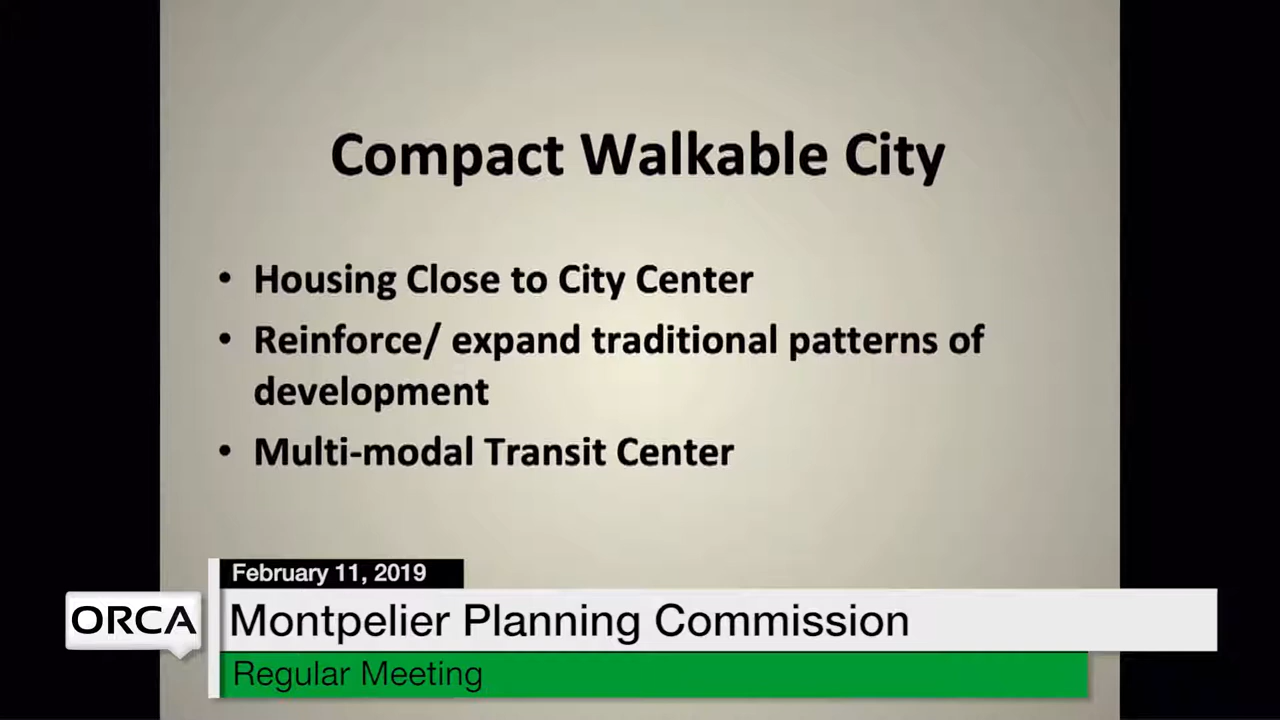 Compact Walkable City
• Housing Close to City Center
• Reinforce/ expand traditional patterns of
development
• Multi-modal Transit Center
February 11, 2019
ORCA
Montpelier Planning Commission
Regular Meeting